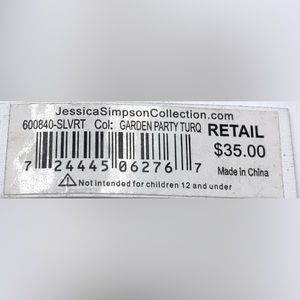 JessicaSimpsonCollection.com
600840-SLVRT Col: GARDEN PARTY TURQ RETAIL
$35.00
7 24445 06276 7
Made in China
Not intended for children 12 and under